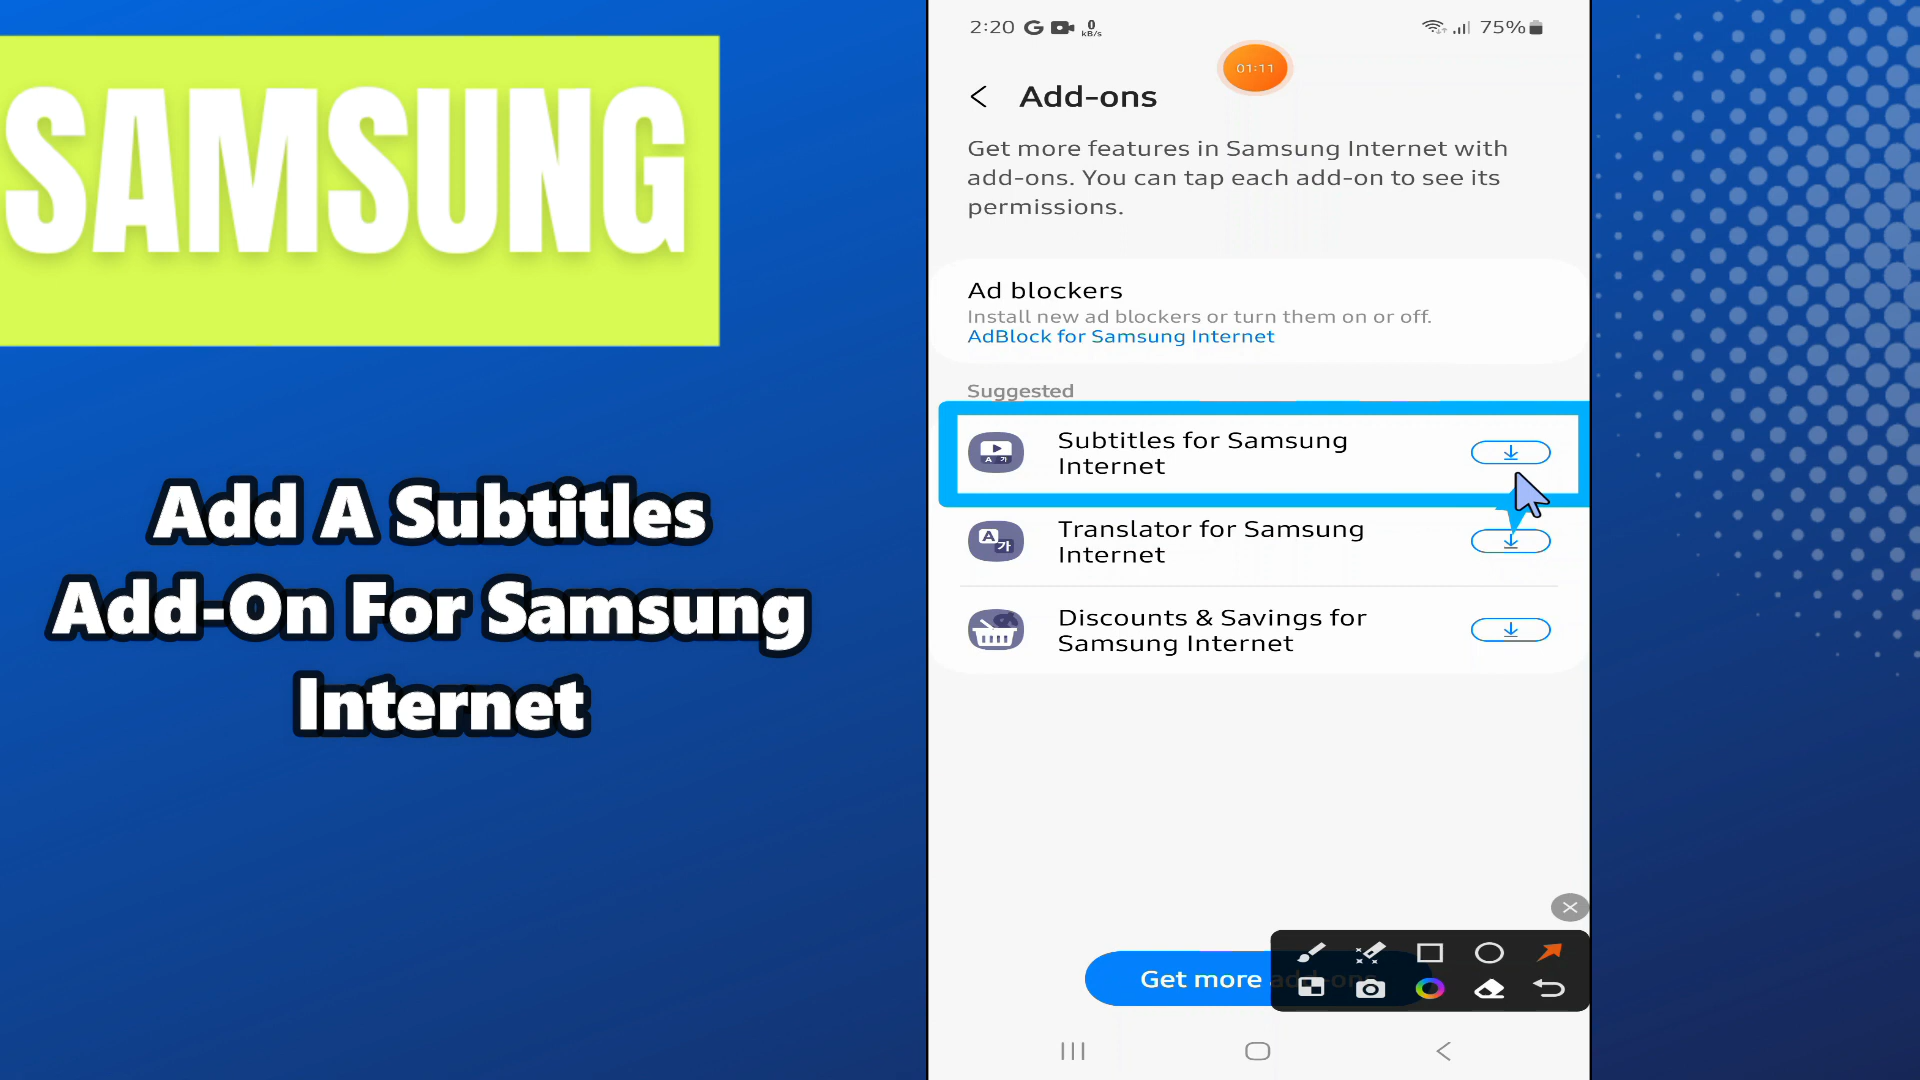 SAMSUNG
Add A Subtitles
Add-On For Samsung
Internet
2:20
0
kB/s
75%
01:11
Add-ons
Get more features in Samsung Internet with
add-ons. You can tap each add-on to see its
permissions.
Ad blockers
Install new ad blockers or turn them on or off.
AdBlock for Samsung Internet
Suggested
Subtitles for Samsung
Internet
Translator for Samsung
Internet
Discounts & Savings for
Samsung Internet
Get more add-ons